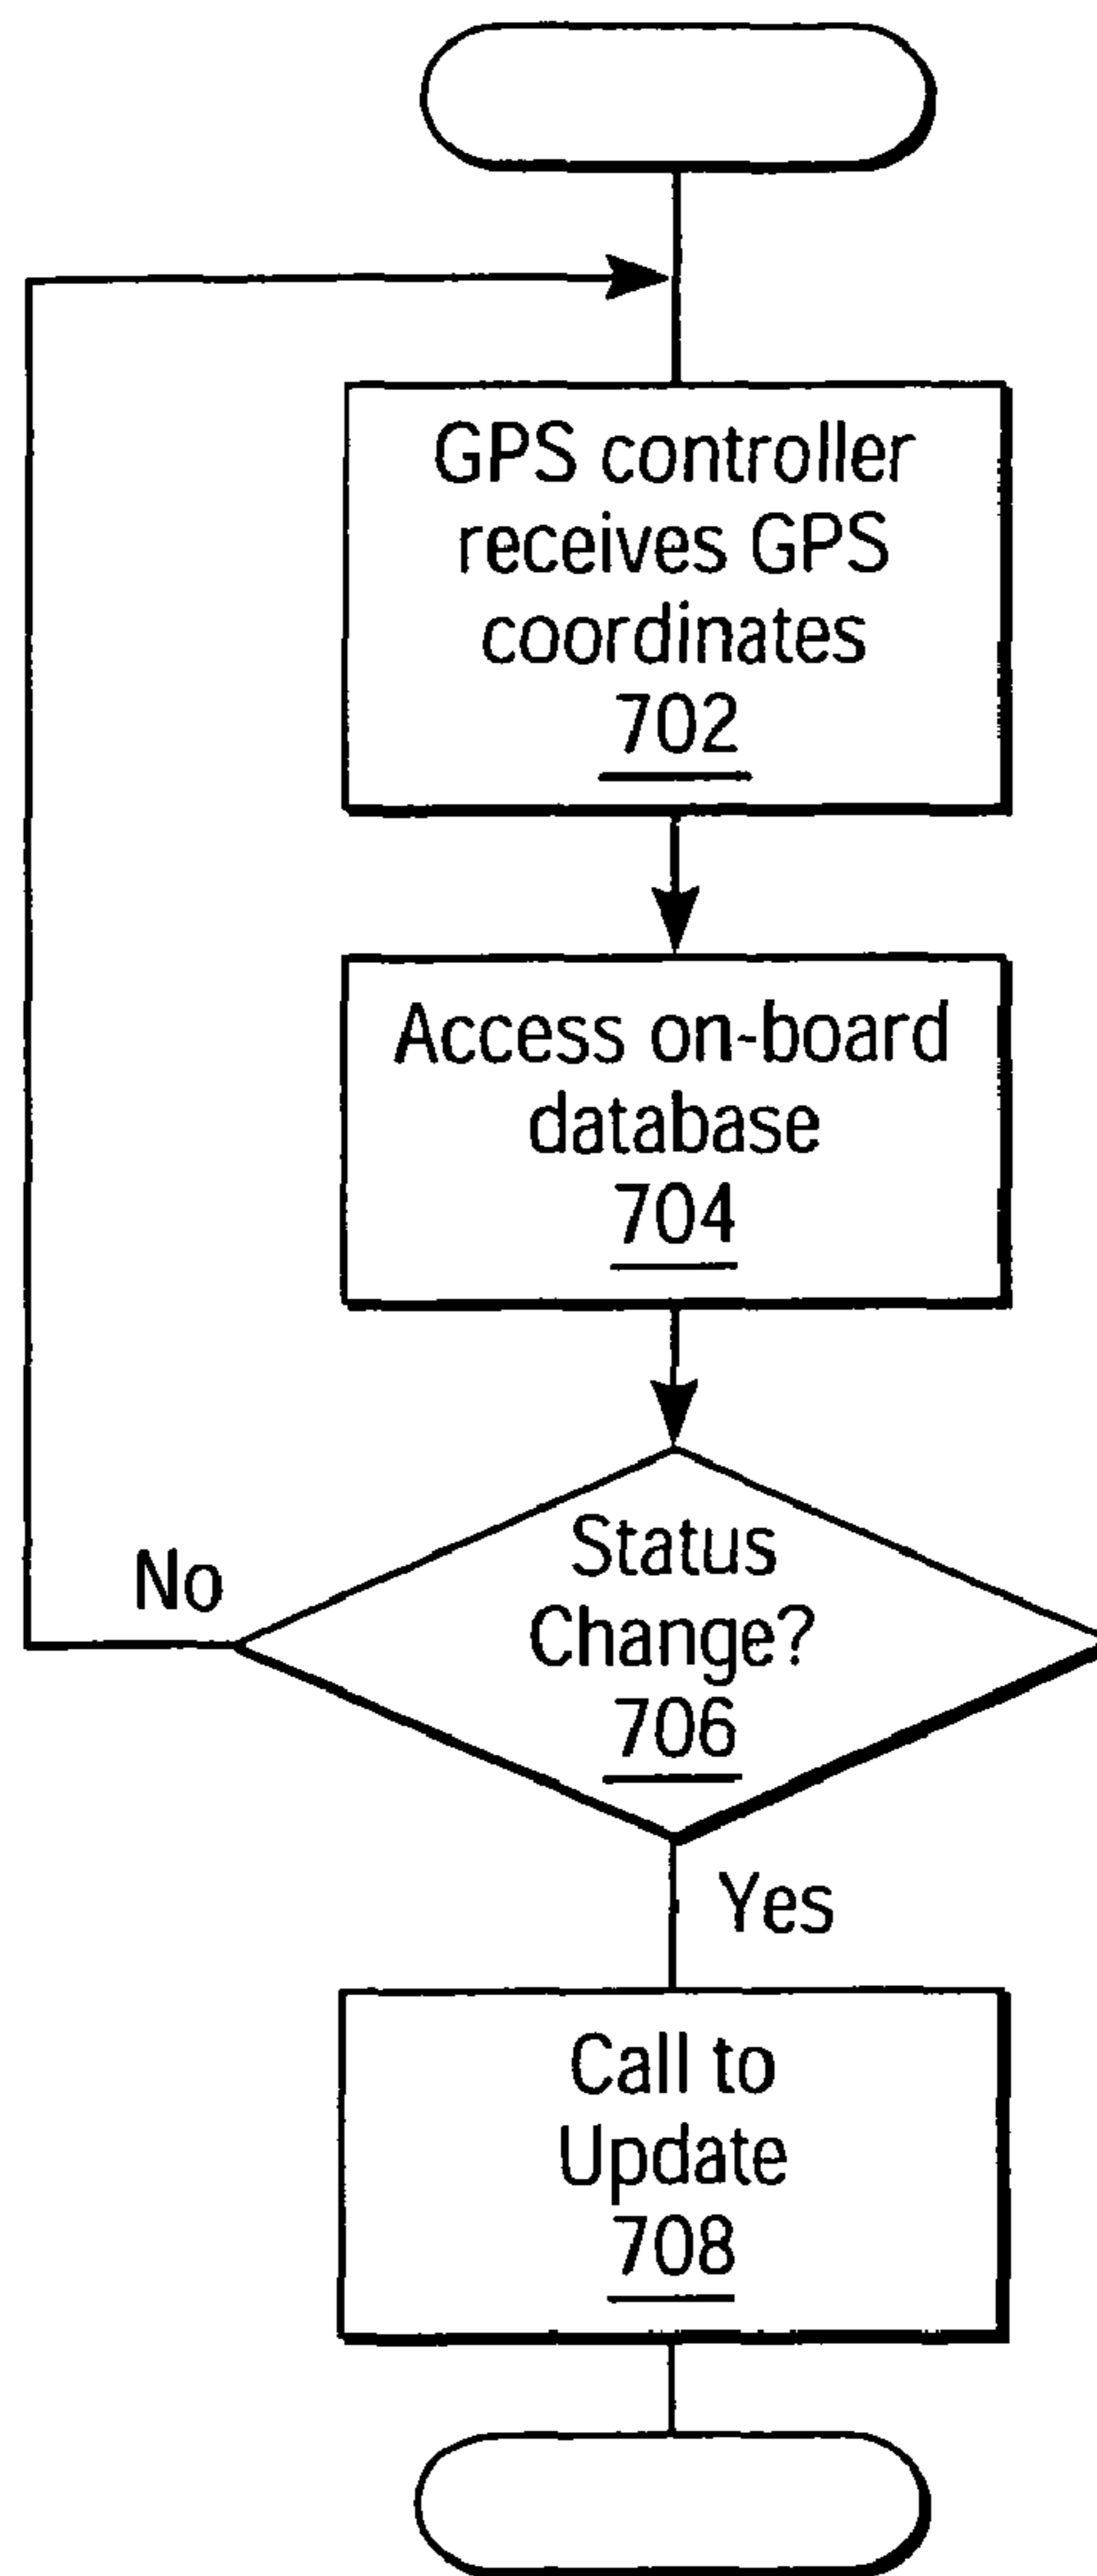 GPS controller
receives GPS
coordinates
702
Access on-board
database
704
Status
Change?
706
No
Yes
Call to
Update
708